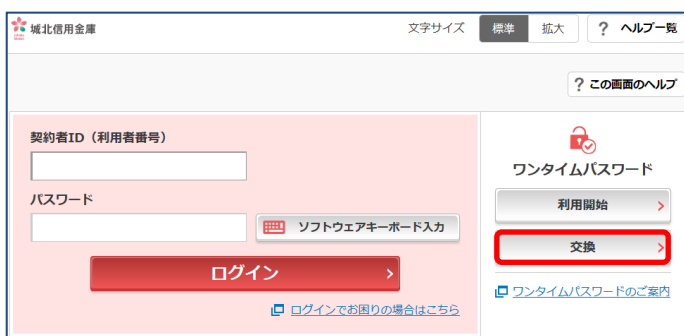 城北信用金庫
文字サイズ 標準 拡大 ? ヘルプ一覧
? この画面のヘルプ
契約者ID（利用者番号）
パスワード
ソフトウェアキーボード入力
ログイン
ログインでお困りの場合はこちら
ワンタイムパスワード
利用開始
交換
ワンタイムパスワードのご案内